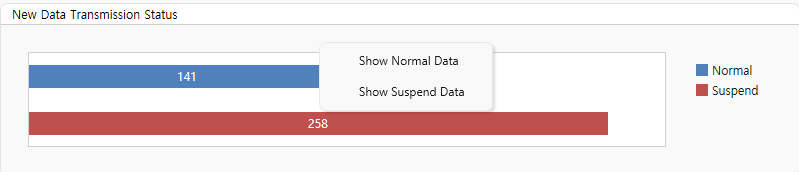 New Data Transmission Status
141
Show Normal Data
Show Suspend Data
258
Normal
Suspend